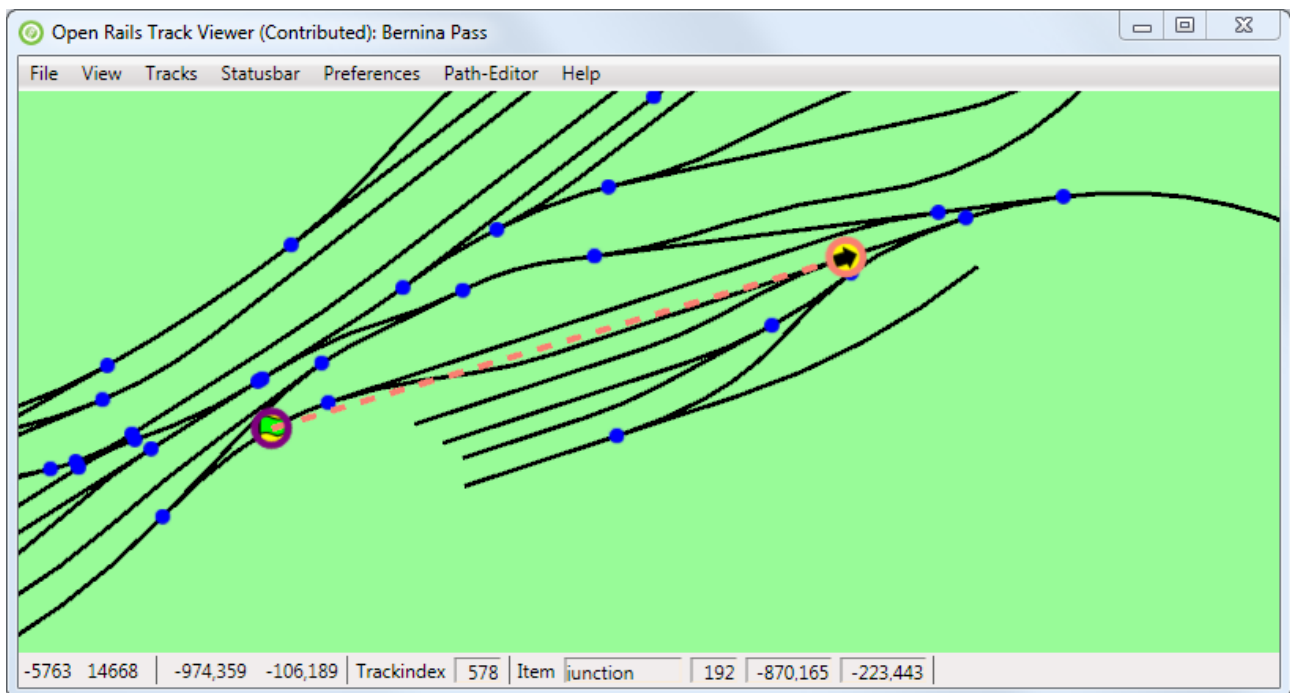 Open Rails Track Viewer (Contributed): Bernina Pass
File View Tracks Statusbar Preferences Path-Editor Help
-5763 14668 -974,359 -106,189 Trackindex 578 Item junction 192 -870,165 -223,443